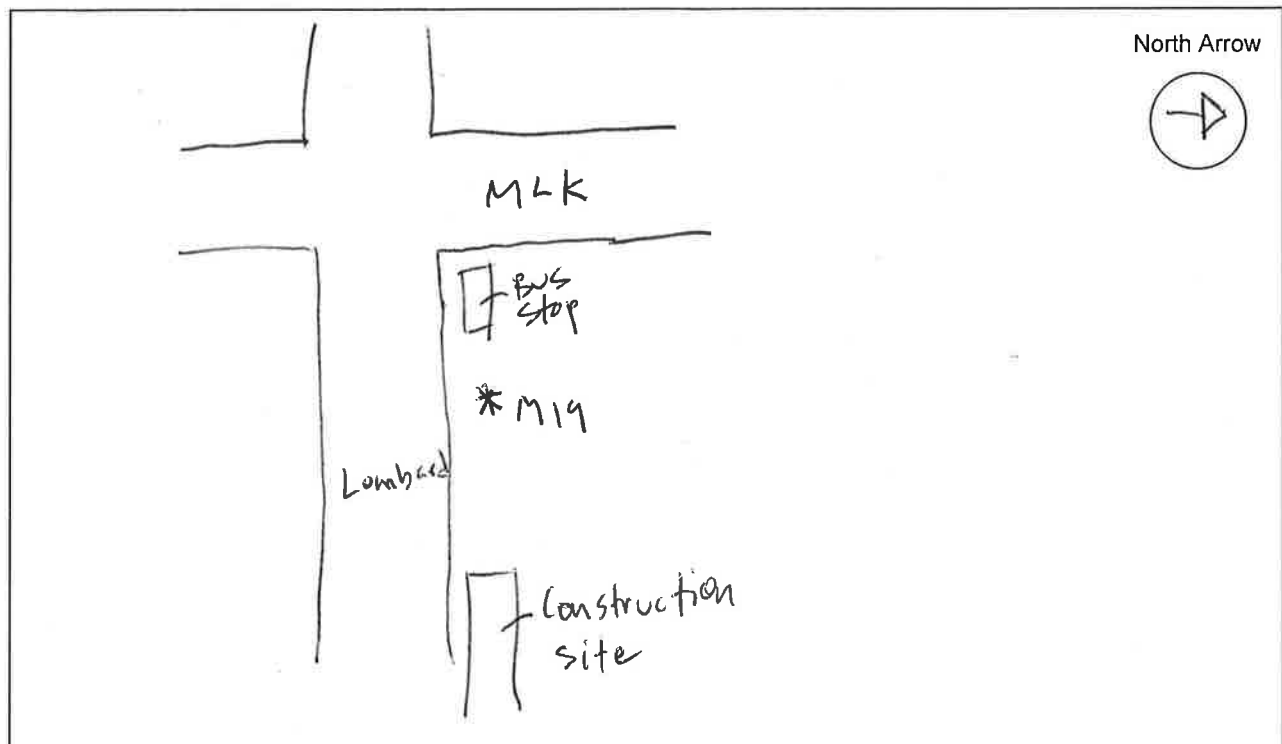 North Arrow
MLK
Bus
stop
* M19
Lombard
Construction
site